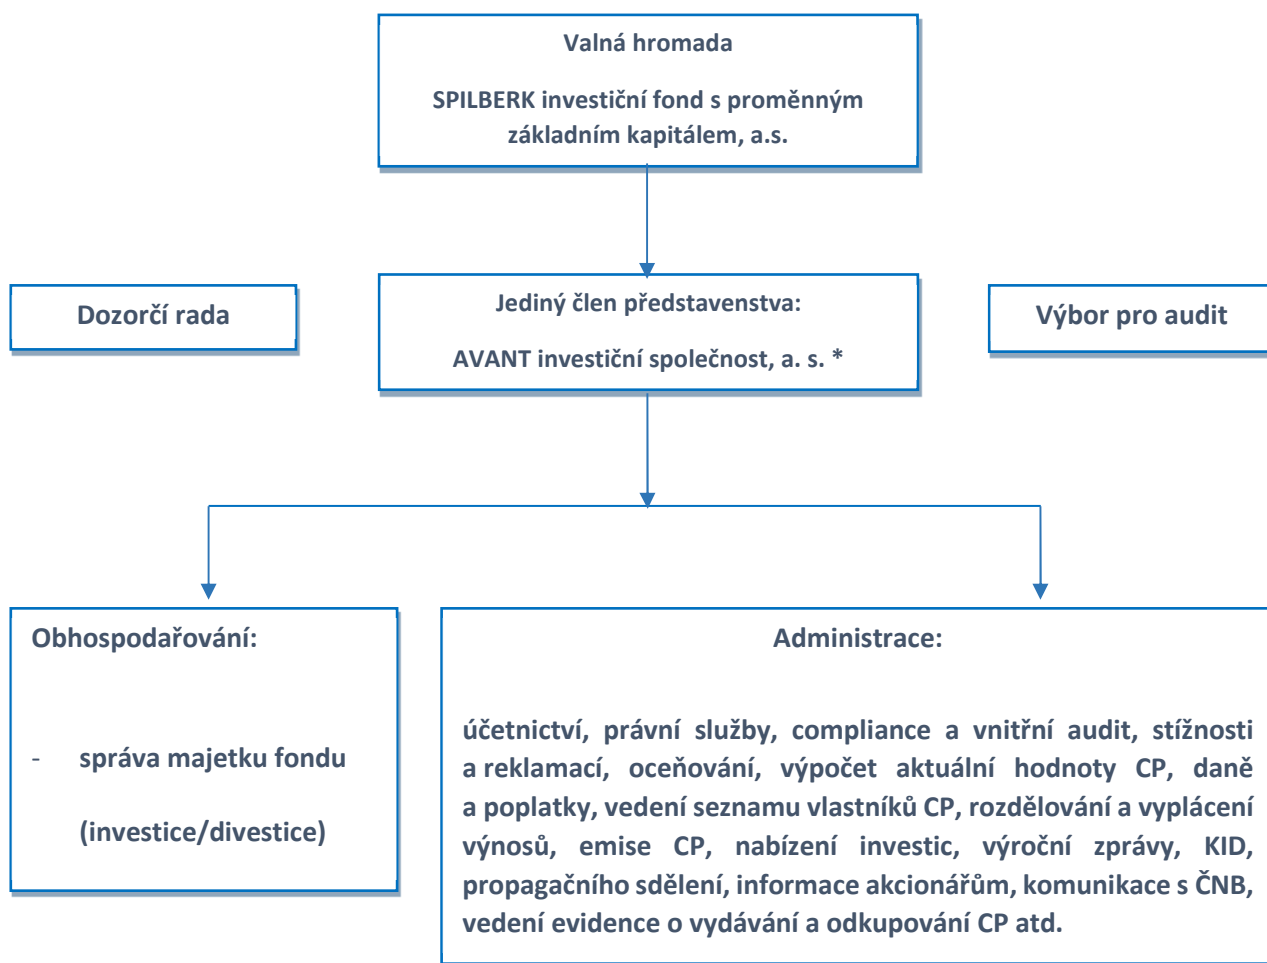 Valná hromada
SPILBERK investiční fond s proměnným
základním kapitálem, a.s.
Dozorčí rada
Jediný člen představenstva:
AVANT investiční společnost, a. s. *
Výbor pro audit
Obhospodařování:
- správa majetku fondu
(investice/divestice)
Administrace:
účetnictví, právní služby, compliance a vnitřní audit, stížnosti
a reklamací, oceňování, výpočet aktuální hodnoty CP, daně
a poplatky, vedení seznamu vlastníků CP, rozdělování a vyplácení
výnosů, emise CP, nabízení investic, výroční zprávy, KID,
propagačního sdělení, informace akcionářům, komunikace s ČNB,
vedení evidence o vydávání a odkupování CP atd.